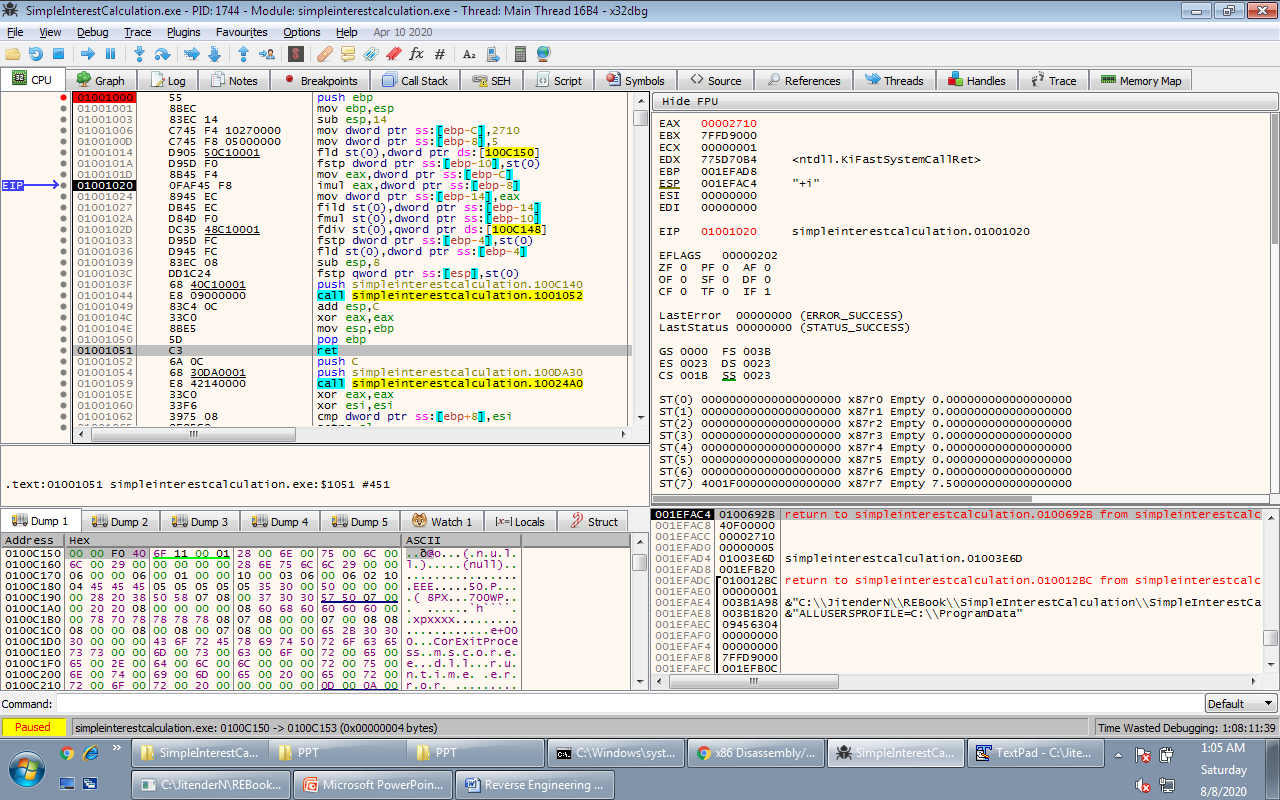 SimpleInterestCalculation.exe - PID: 1744 - Module: simpleinterestcalculation.exe - Thread: Main Thread 16B4 - x32dbg
File View Debug Trace Plugins Favourites Options Help Apr 10 2020
CPU Graph Log Notes Breakpoints Call Stack SEH Script Symbols Source References Threads Handles Trace Memory Map
EIP
01001000 55 push ebp
01001001 8BEC mov ebp,esp
01001003 83EC 14 sub esp,14
01001006 C745 F4 10270000 mov dword ptr ss:[ebp-C],2710
0100100D C745 F8 05000000 mov dword ptr ss:[ebp-8],5
01001014 D905 50C10001 fld st(0),dword ptr ds:[100C150]
0100101A D95D F0 fstp dword ptr ss:[ebp-10],st(0)
0100101D 8B45 F4 mov eax,dword ptr ss:[ebp-C]
01001020 0FAF45 F8 imul eax,dword ptr ss:[ebp-8]
01001024 8945 EC mov dword ptr ss:[ebp-14],eax
01001027 DB45 EC fild st(0),dword ptr ss:[ebp-14]
0100102A D84D F0 fmul st(0),dword ptr ss:[ebp-10]
0100102D DC35 48C10001 fdiv st(0),qword ptr ds:[100C148]
01001033 D95D FC fstp dword ptr ss:[ebp-4],st(0)
01001036 D945 FC fld st(0),dword ptr ss:[ebp-4]
01001039 83EC 08 sub esp,8
0100103C DD1C24 fstp qword ptr ss:[esp],st(0)
0100103F 68 40C10001 push simpleinterestcalculation.100C140
01001044 E8 09000000 call simpleinterestcalculation.1001052
01001049 83C4 0C add esp,C
0100104C 33C0 xor eax,eax
0100104E 8BE5 mov esp,ebp
01001050 5D pop ebp
01001051 C3 ret
01001052 6A 0C push C
01001054 68 30DA0001 push simpleinterestcalculation.100DA30
01001059 E8 42140000 call simpleinterestcalculation.10024A0
0100105E 33C0 xor eax,eax
01001060 33F6 xor esi,esi
01001062 3975 08 cmp dword ptr ss:[ebp+8],esi
Hide FPU
EAX 00002710
EBX 7FFD9000
ECX 00000001
EDX 775D70B4 <ntdll.KiFastSystemCallRet>
EBP 001EFAD8
ESP 001EFAC4 "+i"
ESI 00000000
EDI 00000000
EIP 01001020 simpleinterestcalculation.01001020
EFLAGS 00000202
ZF 0 PF 0 AF 0
OF 0 SF 0 DF 0
CF 0 TF 0 IF 1
LastError 00000000 (ERROR_SUCCESS)
LastStatus 00000000 (STATUS_SUCCESS)
GS 0000 FS 003B
ES 0023 DS 0023
CS 001B SS 0023
ST(0) 00000000000000000000 x87r0 Empty 0.000000000000000000
ST(1) 00000000000000000000 x87r1 Empty 0.000000000000000000
ST(2) 00000000000000000000 x87r2 Empty 0.000000000000000000
ST(3) 00000000000000000000 x87r3 Empty 0.000000000000000000
ST(4) 00000000000000000000 x87r4 Empty 0.000000000000000000
ST(5) 00000000000000000000 x87r5 Empty 0.000000000000000000
ST(6) 00000000000000000000 x87r6 Empty 0.000000000000000000
ST(7) 4001F000000000000000 x87r7 Empty 7.500000000000000000
.text:01001051 simpleinterestcalculation.exe:$1051 #451
Dump 1 Dump 2 Dump 3 Dump 4 Dump 5 Watch 1 Locals Struct
Address Hex ASCII
0100C150 00 00 F0 40 6F 11 00 01 28 00 6E 00 75 00 6C 00 ..ð@o...(.n.u.l.
0100C160 6C 00 29 00 00 00 00 00 28 6E 75 6C 6C 29 00 00 l.).....(null)..
0100C170 06 00 00 06 00 01 00 00 10 00 03 06 00 06 02 10 ................
0100C180 04 45 45 45 05 05 05 05 05 35 30 00 50 00 00 00 .EEE.....50.P...
0100C190 00 28 20 38 50 58 07 08 00 37 30 30 57 50 07 00 .( 8PX...700WP..
0100C1A0 00 20 20 08 00 00 00 00 08 60 68 60 60 60 60 00 .  ......`h````.
0100C1B0 00 78 70 78 78 78 78 08 07 08 00 00 07 00 08 08 .xpxxxx.........
0100C1C0 08 00 00 08 00 08 00 07 08 00 00 00 65 2B 30 30 ............e+00
0100C1D0 30 00 00 00 43 6F 72 45 78 69 74 50 72 6F 63 65 0...CorExitProce
0100C1E0 73 73 00 00 6D 00 73 00 63 00 6F 00 72 00 65 00 ss..m.s.c.o.r.e.
0100C1F0 65 00 2E 00 64 00 6C 00 6C 00 00 00 72 00 75 00 e...d.l.l...r.u.
0100C200 6E 00 74 00 69 00 6D 00 65 00 20 00 65 00 72 00 n.t.i.m.e. .e.r.
0100C210 72 00 6F 00 72 00 20 00 00 00 00 00 0D 00 0A 00 r.o.r. .........
001EFAC4 0100692B return to simpleinterestcalculation.0100692B from simpleinterestcalc
001EFAC8 40F00000
001EFACC 00002710
001EFAD0 00000005
001EFAD4 01003E6D simpleinterestcalculation.01003E6D
001EFAD8 001EFB20
001EFADC 010012BC return to simpleinterestcalculation.010012BC from simpleinterestcalc
001EFAE0 00000001
001EFAE4 003B1A98 &"C:\\JitenderN\\REBook\\SimpleInterestCalculation\\SimpleInterestCa
001EFAE8 003B1B20 &"ALLUSERSPROFILE=C:\\ProgramData"
001EFAEC 09456304
001EFAF0 00000000
001EFAF4 00000000
001EFAF8 7FFD9000
001EFAFC 001EFB0C
Command: Default
Paused simpleinterestcalculation.exe: 0100C150 -> 0100C153 (0x00000004 bytes) Time Wasted Debugging: 1:08:11:39
SimpleInterestCa... PPT PPT C:\Windows\syst... x86 Disassembly/... SimpleInterestCa... TextPad - C:\Jite...
C:\JitenderN\REBook... Microsoft PowerPoin... Reverse Engineering ...
1:05 AM
Saturday
8/8/2020